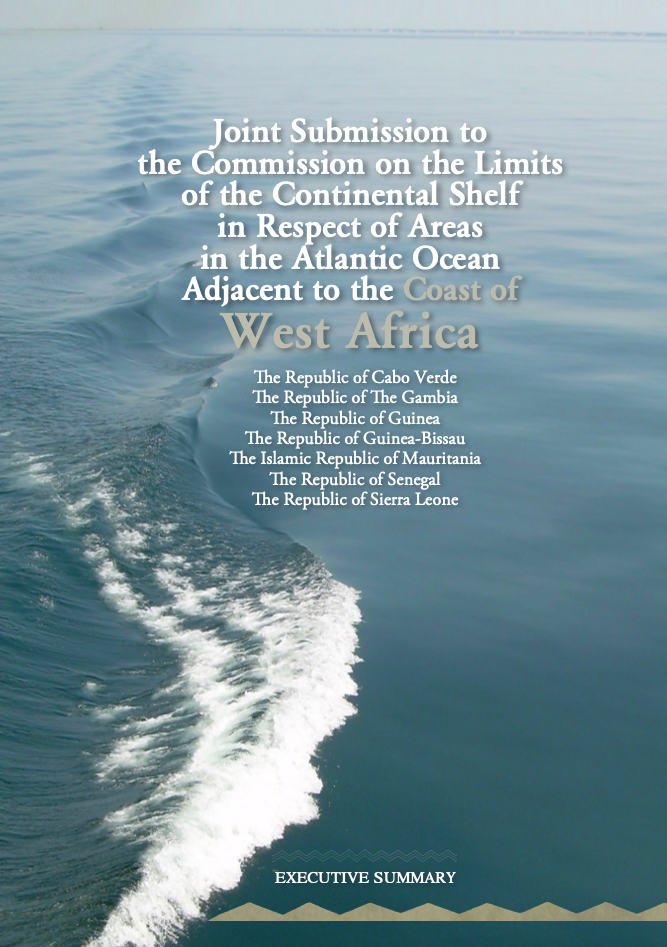 Joint Submission to
the Commission on the Limits
of the Continental Shelf
in Respect of Areas
in the Atlantic Ocean
Adjacent to the Coast of
West Africa
The Republic of Cabo Verde
The Republic of The Gambia
The Republic of Guinea
The Republic of Guinea-Bissau
The Islamic Republic of Mauritania
The Republic of Senegal
The Republic of Sierra Leone
EXECUTIVE SUMMARY